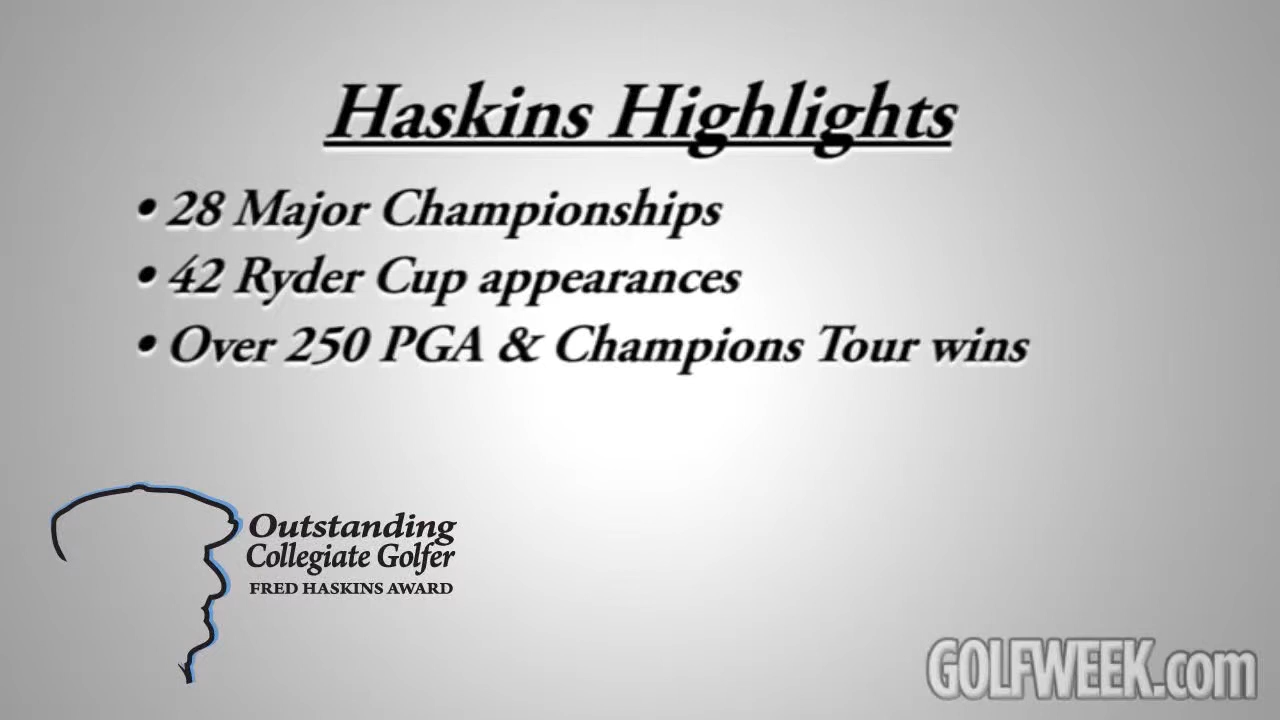 Haskins Highlights
• 28 Major Championships
• 42 Ryder Cup appearances
• Over 250 PGA & Champions Tour wins
Outstanding
Collegiate Golfer
FRED HASKINS AWARD
GOLFWEEK.com